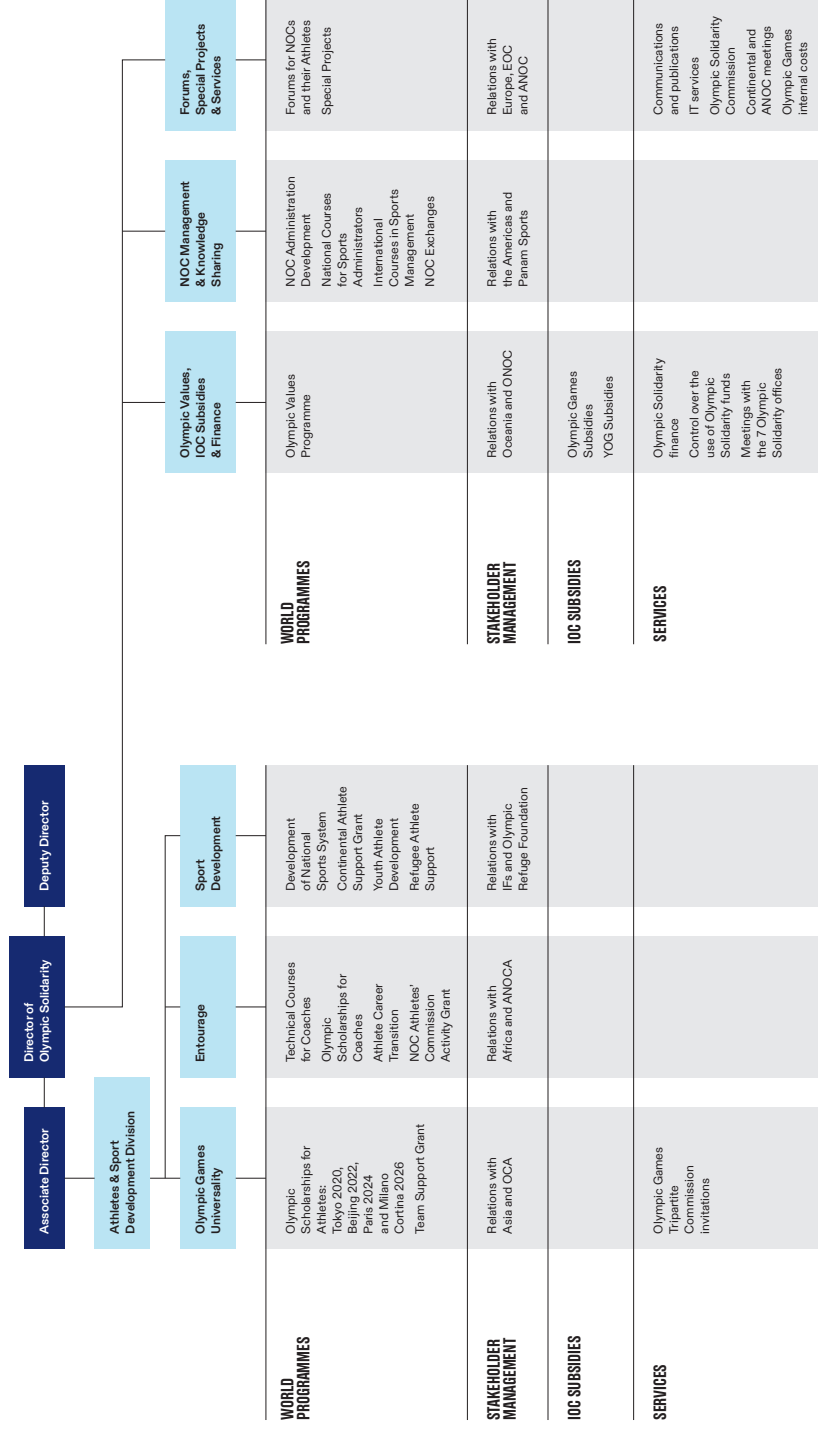 Director of
Olympic Solidarity
Associate Director
Deputy Director
Athletes & Sport
Development Division
Olympic Games
Universality
Entourage
Sport
Development
Olympic Values,
IOC Subsidies
& Finance
NOC Management
& Knowledge
Sharing
Forums,
Special Projects
& Services
WORLD
PROGRAMMES
Olympic
Scholarships for
Athletes:
Tokyo 2020,
Beijing 2022,
Paris 2024
and Milano
Cortina 2026
Team Support Grant
Technical Courses
for Coaches
Olympic
Scholarships for
Coaches
Athlete Career
Transition
NOC Athletes’
Commission
Activity Grant
Development
of National
Sports System
Continental Athlete
Support Grant
Youth Athlete
Development
Refugee Athlete
Support
WORLD
PROGRAMMES
Olympic Values
Programme
NOC Administration
Development
National Courses
for Sports
Administrators
International
Courses in Sports
Management
NOC Exchanges
Forums for NOCs
and their Athletes
Special Projects
STAKEHOLDER
MANAGEMENT
Relations with
Asia and OCA
Relations with
Africa and ANOCA
Relations with
IFs and Olympic
Refuge Foundation
STAKEHOLDER
MANAGEMENT
Relations with
Oceania and ONOC
Relations with
the Americas and
Panam Sports
Relations with
Europe, EOC
and ANOC
IOC SUBSIDIES
IOC SUBSIDIES
Olympic Games
Subsidies
YOG Subsidies
SERVICES
Olympic Games
Tripartite
Commission
invitations
SERVICES
Olympic Solidarity
finance
Control over the
use of Olympic
Solidarity funds
Meetings with
the 7 Olympic
Solidarity offices
Communications
and publications
IT services
Olympic Solidarity
Commission
Continental and
ANOC meetings
Olympic Games
internal costs